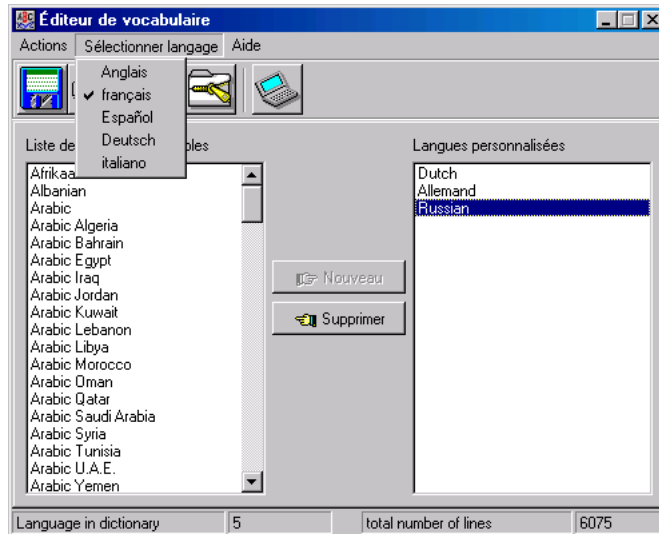 Éditeur de vocabulaire
Actions Sélectionner langage Aide
Anglais
français
Español
Deutsch
italiano
Liste de
bles
Langues personnalisées
Afrikaa
Albanian
Arabic
Arabic Algeria
Arabic Bahrain
Arabic Egypt
Arabic Iraq
Arabic Jordan
Arabic Kuwait
Arabic Lebanon
Arabic Libya
Arabic Morocco
Arabic Oman
Arabic Qatar
Arabic Saudi Arabia
Arabic Syria
Arabic Tunisia
Arabic U.A.E.
Arabic Yemen
Nouveau
Supprimer
Dutch
Allemand
Russian
Language in dictionary 5 total number of lines 6075